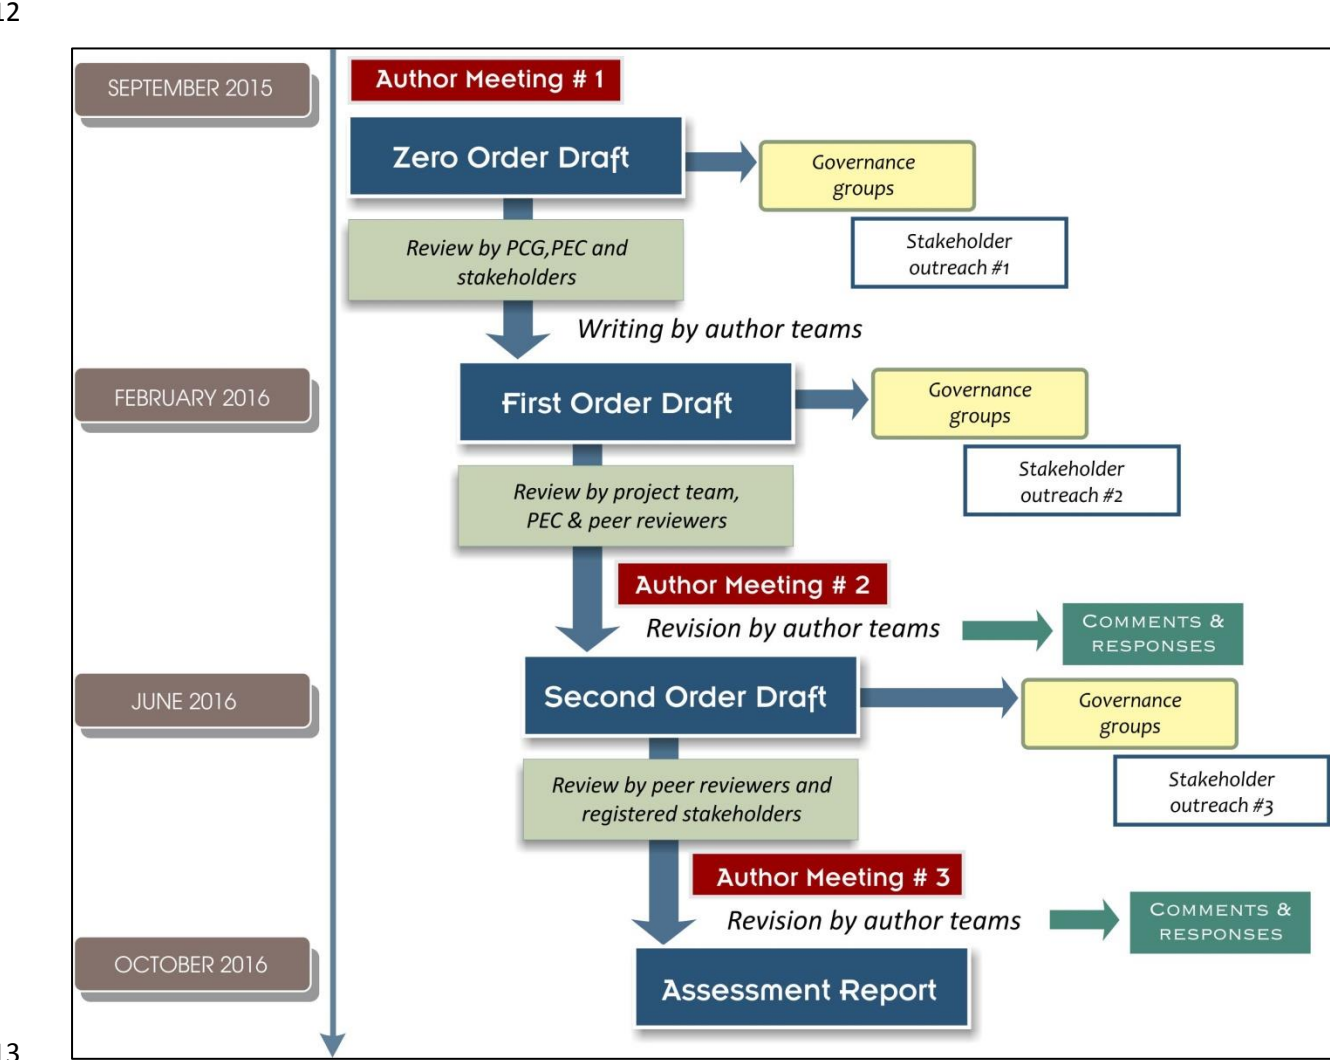 12
SEPTEMBER 2015
Author Meeting # 1
Zero Order Draft
Governance
groups
Review by PCG,PEC and
stakeholders
Stakeholder
outreach #1
Writing by author teams
FEBRUARY 2016
First Order Draft
Governance
groups
Review by project team,
PEC & peer reviewers
Stakeholder
outreach #2
Author Meeting # 2
Revision by author teams
COMMENTS &
RESPONSES
JUNE 2016
Second Order Draft
Governance
groups
Review by peer reviewers and
registered stakeholders
Stakeholder
outreach #3
Author Meeting # 3
Revision by author teams
COMMENTS &
RESPONSES
OCTOBER 2016
Assessment Report
13